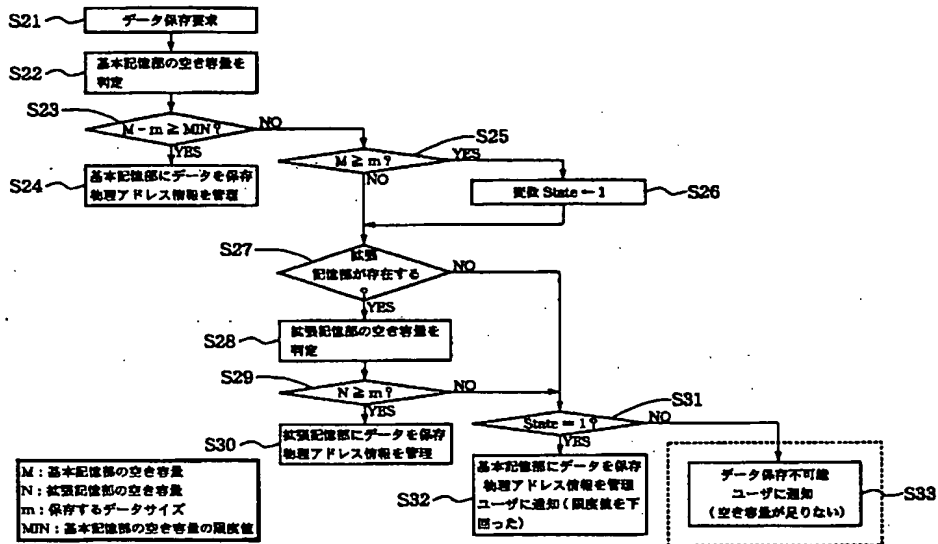 S21
データ保存要求
S22
基本記憶部の空き容量を
判定
S23
M－m ≥ MIN?
NO
YES
S24
基本記憶部にデータを保存
物理アドレス情報を管理
S25
M ≥ m?
YES
NO
S26
変数 State ← 1
S27
拡張
記憶部が存在する
?
NO
YES
S28
拡張記憶部の空き容量を
判定
S29
N ≥ m?
NO
YES
S30
拡張記憶部にデータを保存
物理アドレス情報を管理
S31
State = 1?
NO
YES
S32
基本記憶部にデータを保存
物理アドレス情報を管理
ユーザに通知(限度値を下
回った)
S33
データ保存不可能
ユーザに通知
(空き容量が足りない)
M：基本記憶部の空き容量
N：拡張記憶部の空き容量
m：保存するデータサイズ
MIN：基本記憶部の空き容量の限度値